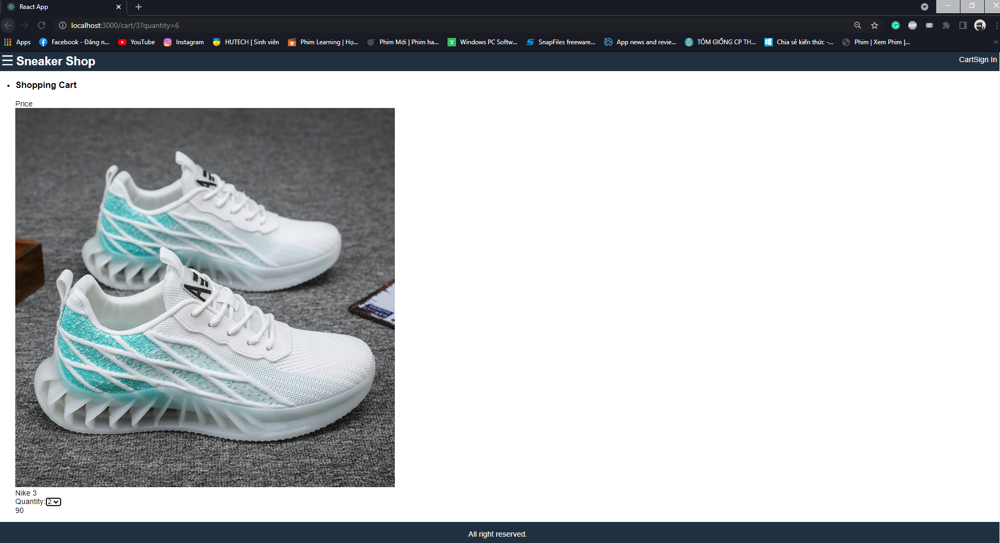 React App
localhost:3000/cart/3?quantity=6
ABP
Apps Facebook - Đăng n... YouTube Instagram HUTECH | Sinh viên Phim Learning | Họ... Phim Mới | Phim ha... Windows PC Softw... SnapFiles freeware... App news and revie... TÔM GIỐNG CP TH... Chia sẻ kiến thức -... Phim | Xem Phim |... »
☰ Sneaker Shop
CartSign In
• Shopping Cart
Price
Nike 3
Quantity: 2
90
All right reserved.